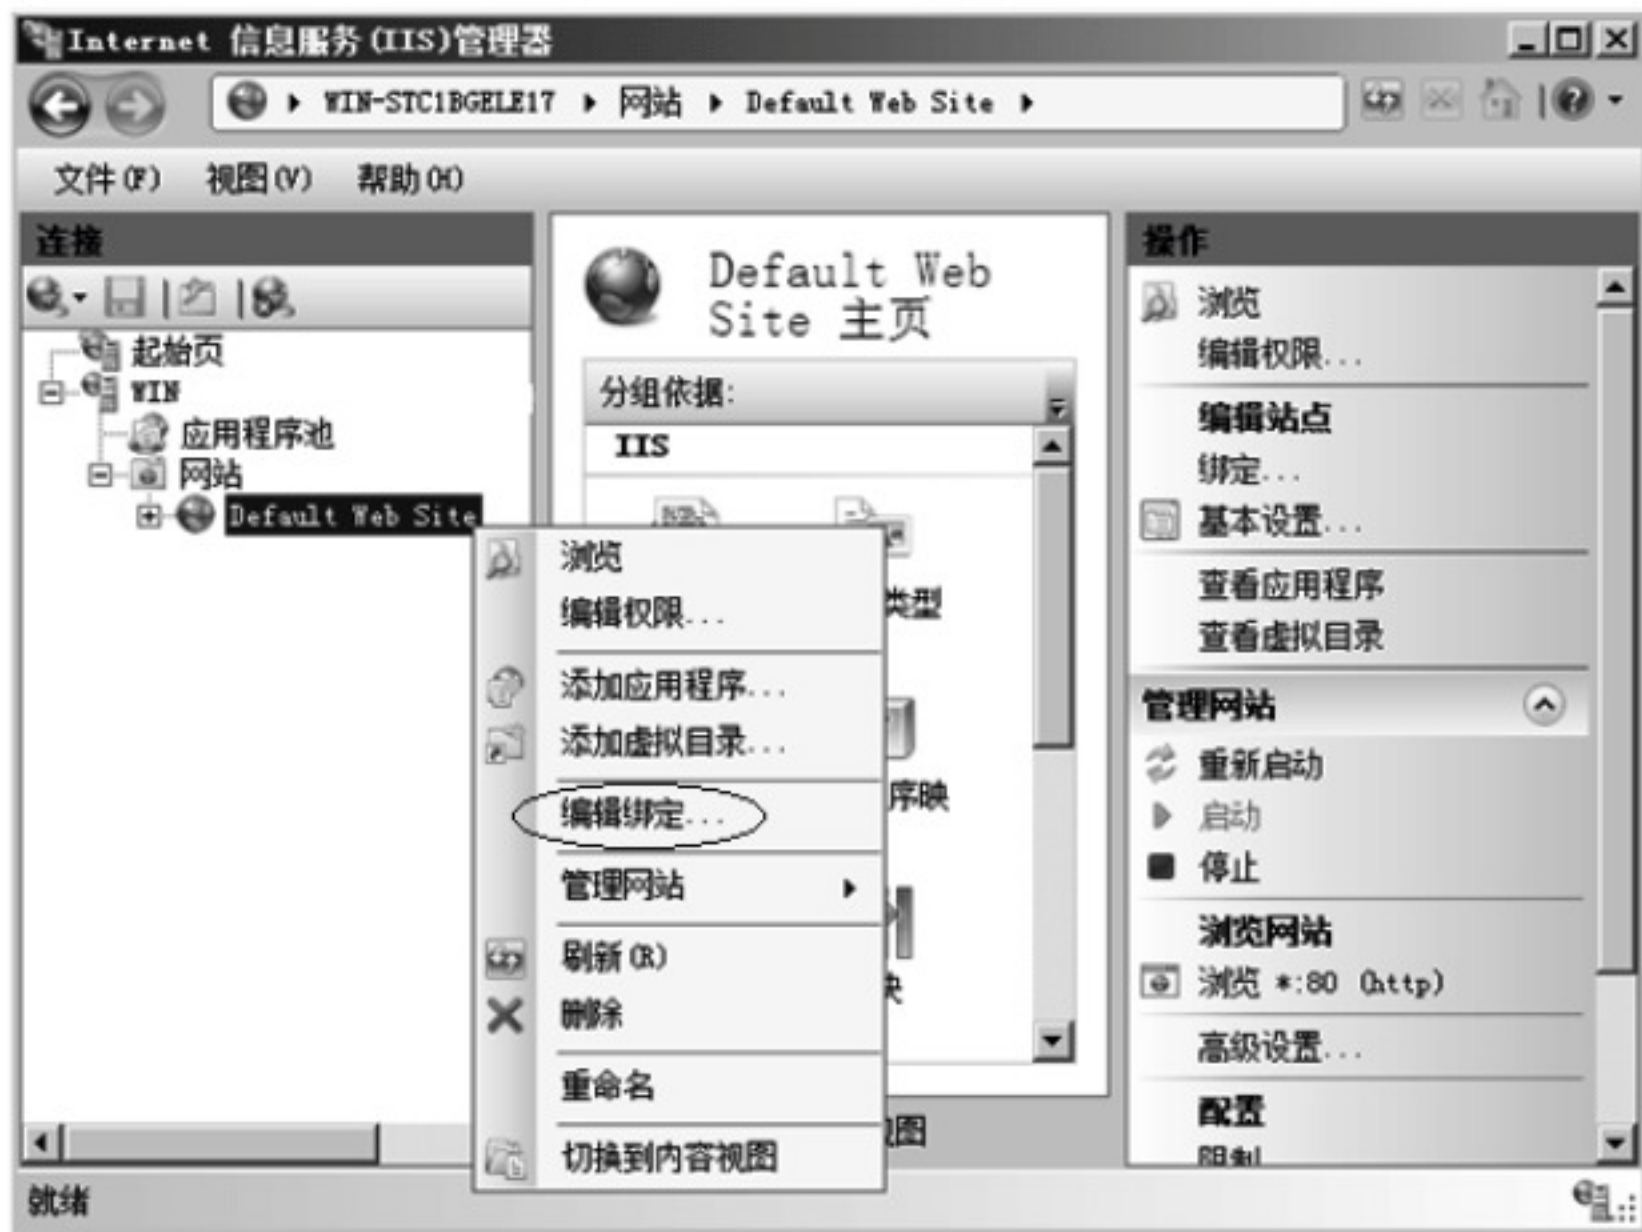 Internet 信息服务(IIS)管理器
WIN-STC1BGELE17 网站 Default Web Site
文件(F) 视图(V) 帮助(H)
连接
起始页
WIN
应用程序池
网站
Default Web Site
Default Web
Site 主页
分组依据:
IIS
类型
序映
视图
浏览
编辑权限...
添加应用程序...
添加虚拟目录...
编辑绑定...
管理网站
刷新(R)
删除
重命名
切换到内容视图
操作
浏览
编辑权限...
编辑站点
绑定...
基本设置...
查看应用程序
查看虚拟目录
管理网站
重新启动
启动
停止
浏览网站
浏览 *:80 (http)
高级设置...
配置
限制
就绪